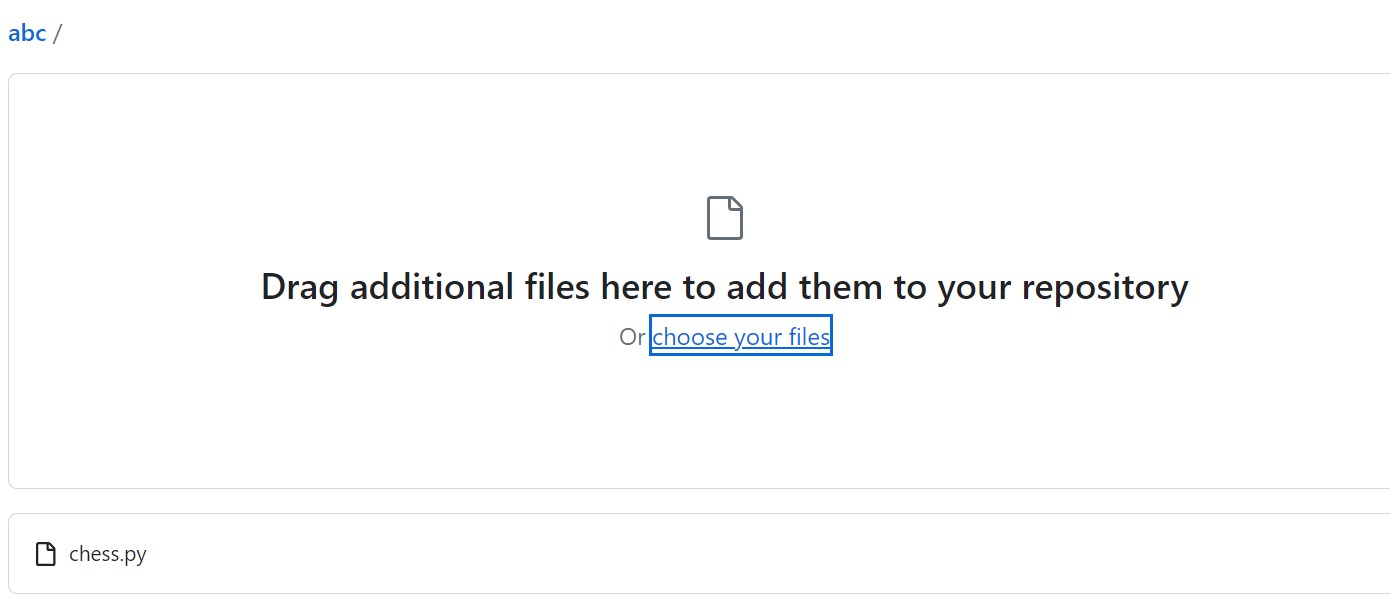 abc /
Drag additional files here to add them to your repository
Or choose your files
chess.py